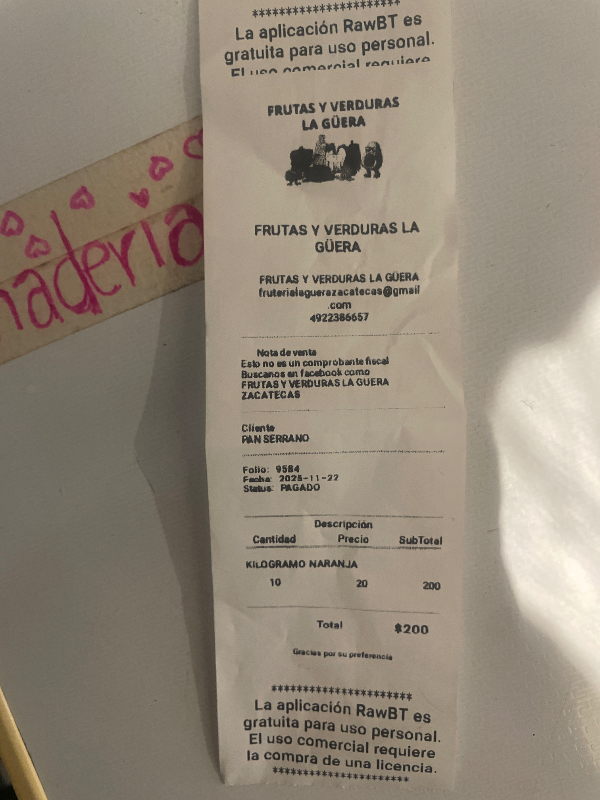 *********************
La aplicación RawBT es
gratuita para uso personal.
El uso comercial requiere
FRUTAS Y VERDURAS
LA GÜERA
FRUTAS Y VERDURAS LA
GÜERA
FRUTAS Y VERDURAS LA GÜERA
fruterialaguerazacatecas@gmail
.com
4922386657
Nota de venta
Esto no es un comprobante fiscal
Buscanos en facebook como
FRUTAS Y VERDURAS LA GUERA
ZACATECAS
Cliente
PAN SERRANO
Folio: 9584
Fecha: 2025-11-22
Status: PAGADO
Descripción
Cantidad Precio SubTotal
KILOGRAMO NARANJA
10 20 200
Total $200
Gracias por su preferencia
*********************
La aplicación RawBT es
gratuita para uso personal.
El uso comercial requiere
la compra de una licencia.
*********************
naderia